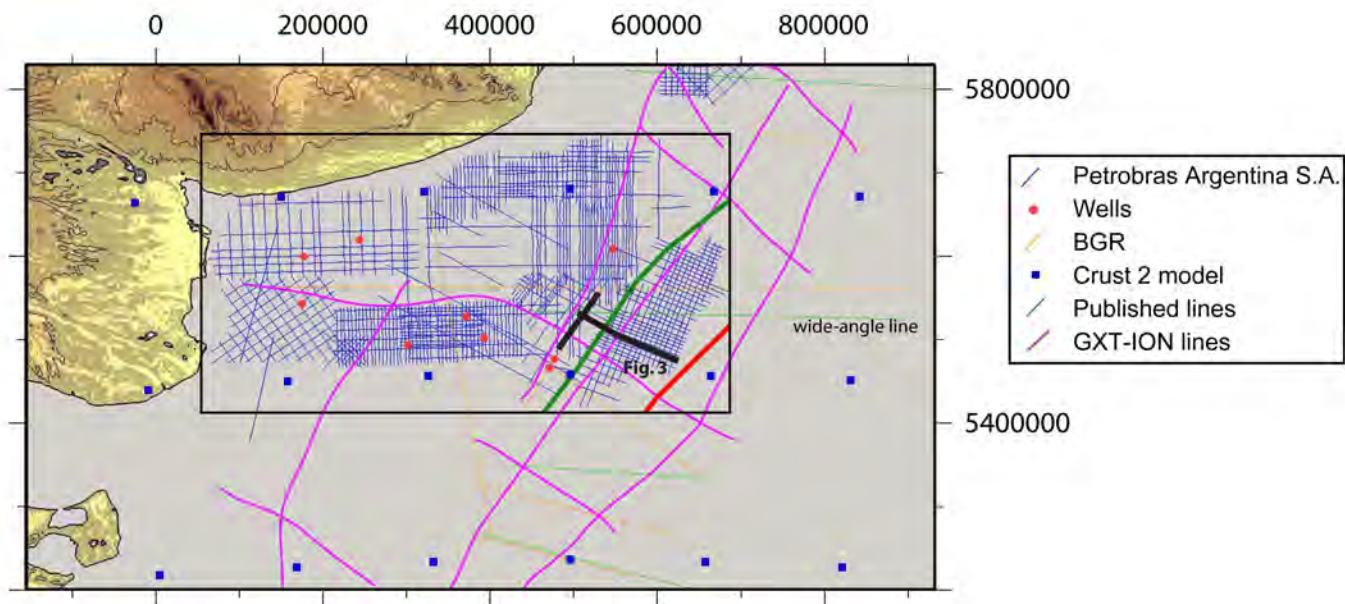 0 200000 400000 600000 800000
5800000
Petrobras Argentina S.A.
Wells
BGR
Crust 2 model
Published lines
GXT-ION lines
wide-angle line
Fig. 3
5400000